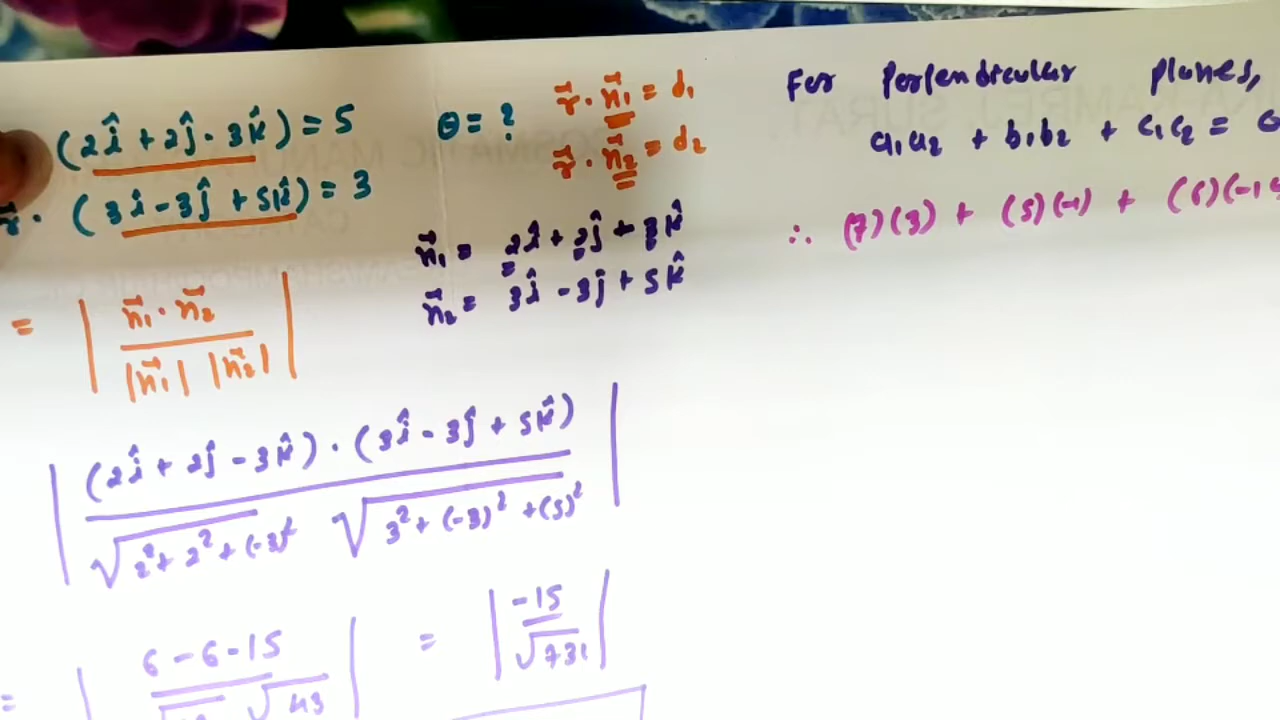 (2î + 2ĵ - 3k̂) = 5
r⃗ · (3î - 3ĵ + 5k̂) = 3
θ = ?
r⃗ · n⃗₁ = d₁
r⃗ · n⃗₂ = d₂
n⃗₁ = 2î + 2ĵ + 3k̂
n⃗₂ = 3î - 3ĵ + 5k̂
= | n⃗₁ · n⃗₂ / |n⃗₁| |n⃗₂| |
| (2î + 2ĵ - 3k̂) · (3î - 3ĵ + 5k̂) / √2² + 2² + (-3)² √3² + (-3)² + (5)² |
= | 6 - 6 - 15 / √43 | = | -15 / √731 |
For Perpendicular planes,
a₁a₂ + b₁b₂ + c₁c₂ = 0
∴ (7)(3) + (5)(-1) + (6)(-10